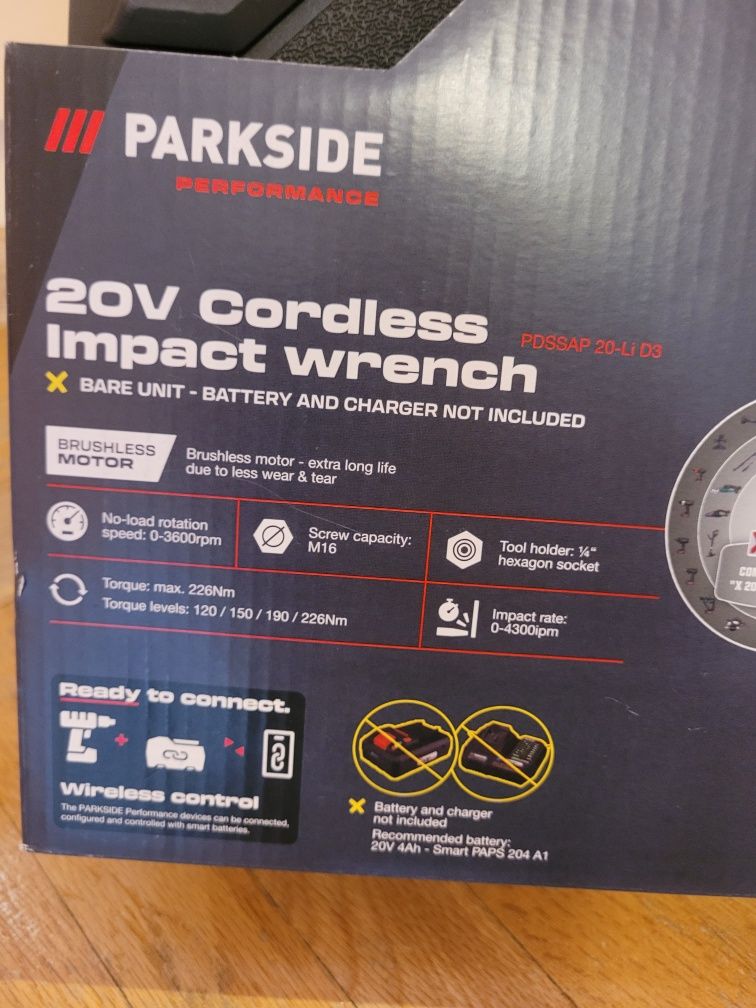 /// PARKSIDE
PERFORMANCE
20V Cordless
Impact wrench
PDSSAP 20-Li D3
X BARE UNIT - BATTERY AND CHARGER NOT INCLUDED
BRUSHLESS
MOTOR
Brushless motor - extra long life
due to less wear & tear
No-load rotation
speed: 0-3600rpm
Screw capacity:
M16
Tool holder: ¼"
hexagon socket
Torque: max. 226Nm
Torque levels: 120 / 150 / 190 / 226Nm
Impact rate:
0-4300ipm
Ready to connect.
Wireless control
The PARKSIDE Performance devices can be connected,
configured and controlled with smart batteries.
X Battery and charger
not included
Recommended battery:
20V 4Ah - Smart PAPS 204 A1
"X 20